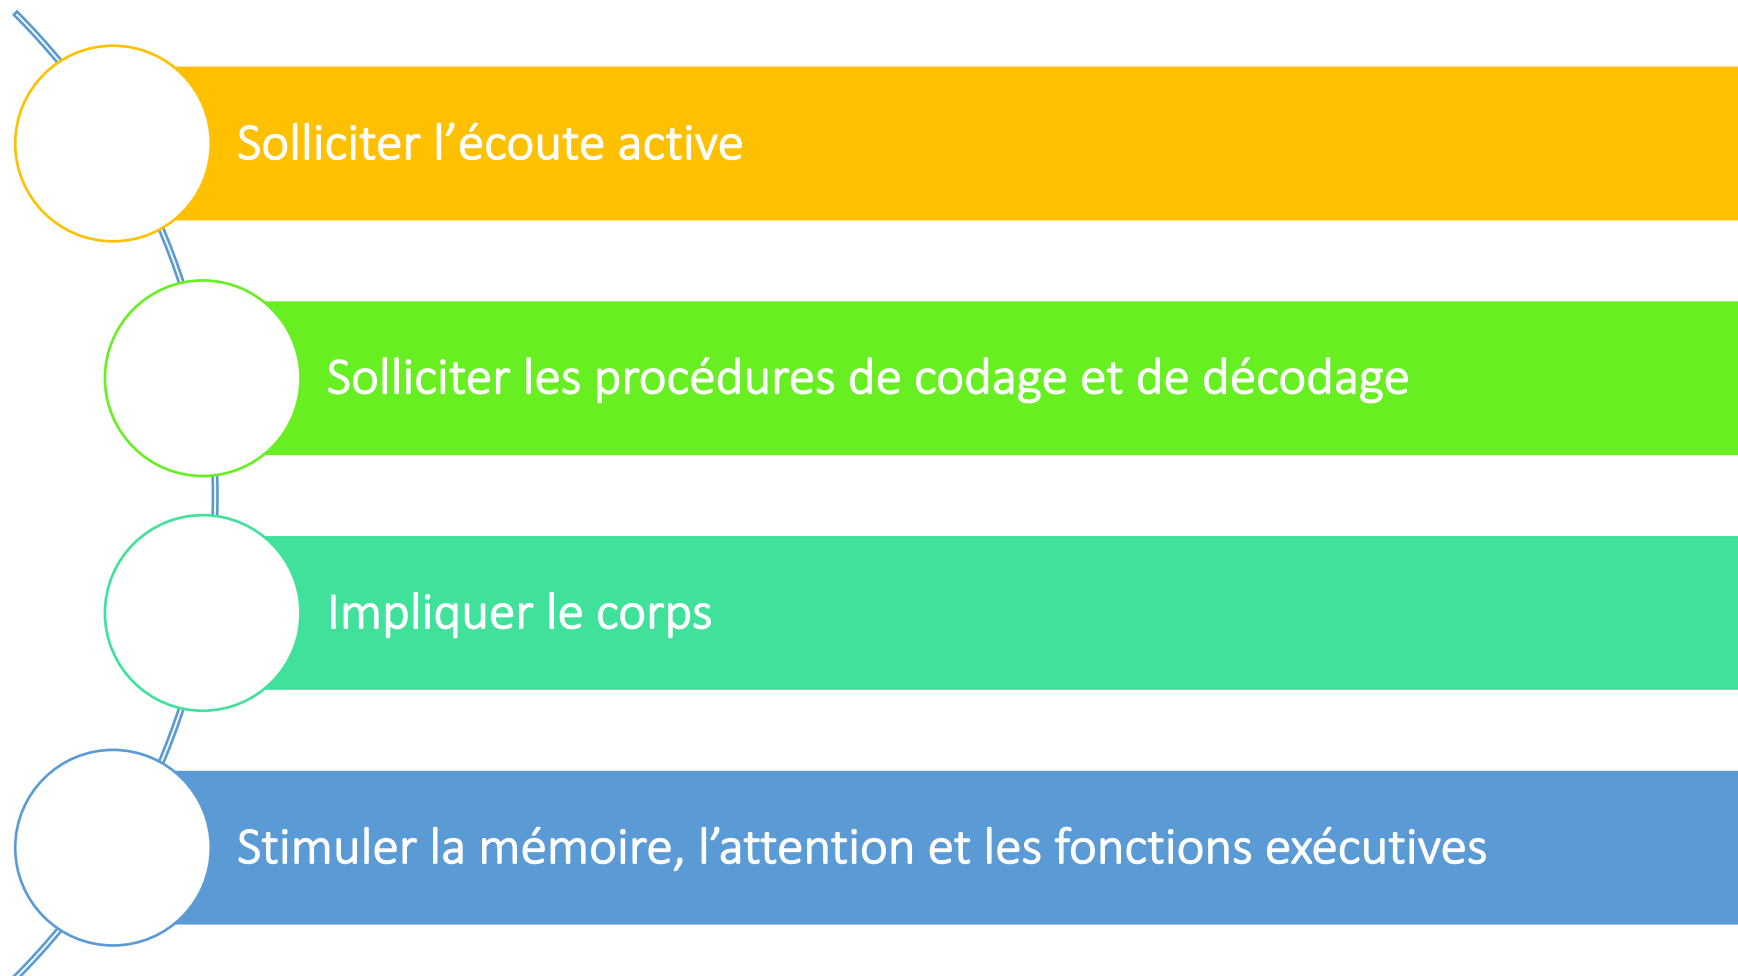 Solliciter l’écoute active
Solliciter les procédures de codage et de décodage
Impliquer le corps
Stimuler la mémoire, l’attention et les fonctions exécutives